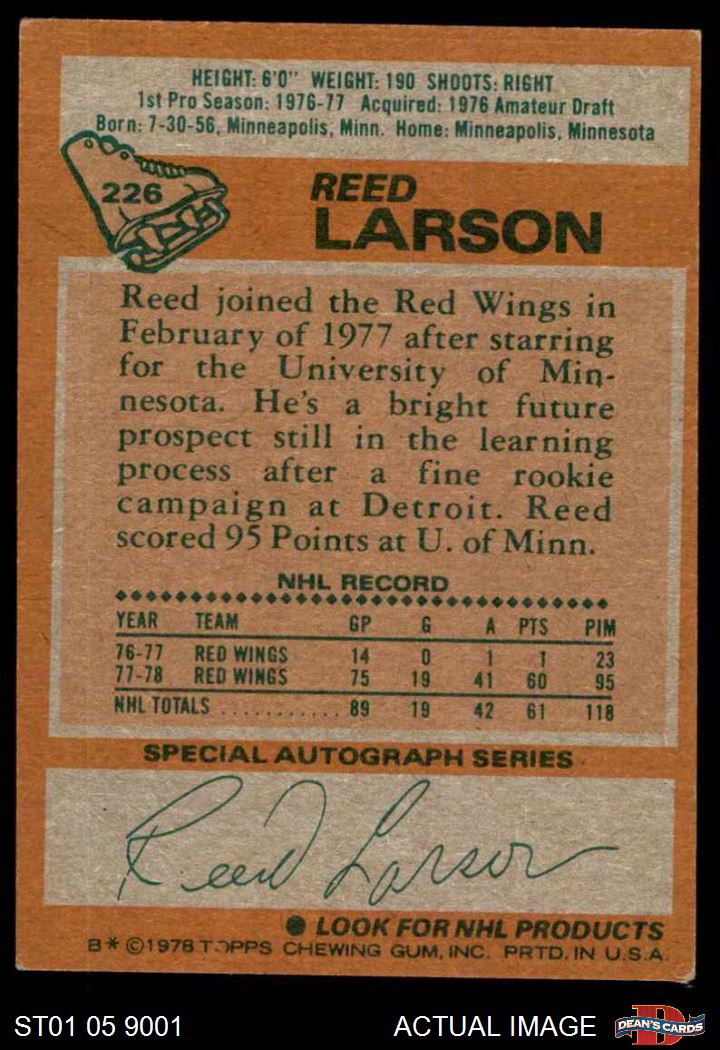 HEIGHT: 6'0" WEIGHT: 190 SHOOTS: RIGHT
1st Pro Season: 1976-77 Acquired: 1976 Amateur Draft
Born: 7-30-56, Minneapolis, Minn. Home: Minneapolis, Minnesota
226
REED
LARSON
Reed joined the Red Wings in
February of 1977 after starring
for the University of Min-
nesota. He's a bright future
prospect still in the learning
process after a fine rookie
campaign at Detroit. Reed
scored 95 Points at U. of Minn.
NHL RECORD
YEAR TEAM GP G A PTS PIM
76-77 RED WINGS 14 0 1 1 23
77-78 RED WINGS 75 19 41 60 95
NHL TOTALS ........... 89 19 42 61 118
SPECIAL AUTOGRAPH SERIES
Reed Larson
● LOOK FOR NHL PRODUCTS
B* ©1978 TOPPS CHEWING GUM, INC. PRTD. IN U.S.A.
ST01 05 9001 ACTUAL IMAGE D DEAN'S CARDS